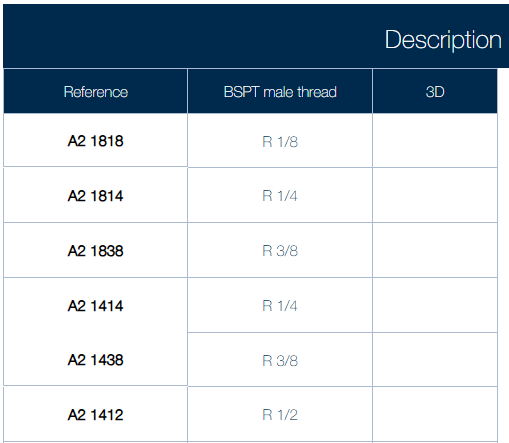 Description
Reference BSPT male thread 3D
A2 1818 R 1/8
A2 1814 R 1/4
A2 1838 R 3/8
A2 1414 R 1/4
A2 1438 R 3/8
A2 1412 R 1/2